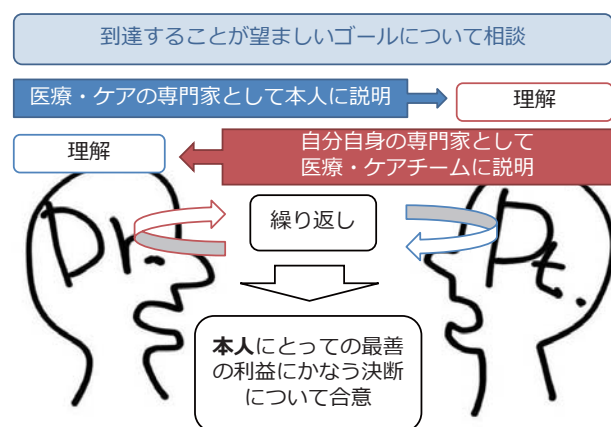 到達することが望ましいゴールについて相談
医療・ケアの専門家として本人に説明
理解
理解
自分自身の専門家として
医療・ケアチームに説明
Dr.
繰り返し
Pt.
本人にとっての最善
の利益にかなう決断
について合意